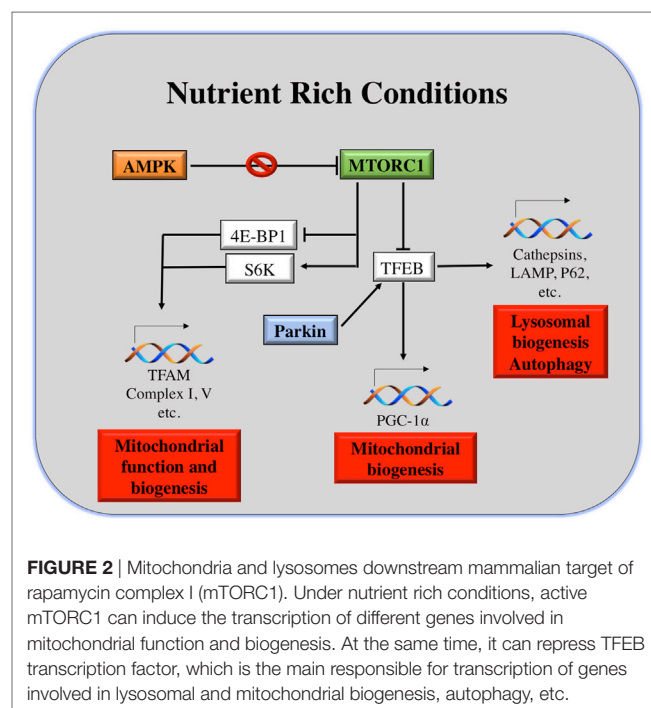 Nutrient Rich Conditions
AMPK
MTORC1
4E-BP1
S6K
TFEB
Cathepsins,
LAMP, P62,
etc.
Parkin
Lysosomal
biogenesis
Autophagy
TFAM
Complex I, V
etc.
PGC-1α
Mitochondrial
function and
biogenesis
Mitochondrial
biogenesis
FIGURE 2 | Mitochondria and lysosomes downstream mammalian target of
rapamycin complex I (mTORC1). Under nutrient rich conditions, active
mTORC1 can induce the transcription of different genes involved in
mitochondrial function and biogenesis. At the same time, it can repress TFEB
transcription factor, which is the main responsible for transcription of genes
involved in lysosomal and mitochondrial biogenesis, autophagy, etc.